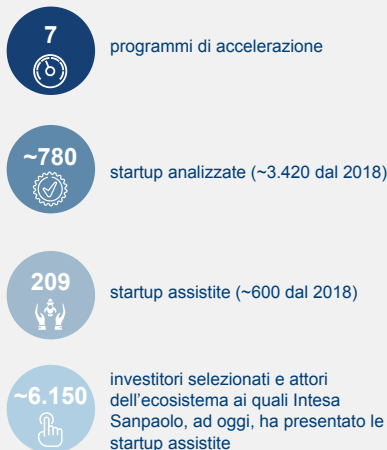 7
programmi di accelerazione
~780
startup analizzate (~3.420 dal 2018)
209
startup assistite (~600 dal 2018)
~6.150
investitori selezionati e attori
dell'ecosistema ai quali Intesa
Sanpaolo, ad oggi, ha presentato le
startup assistite